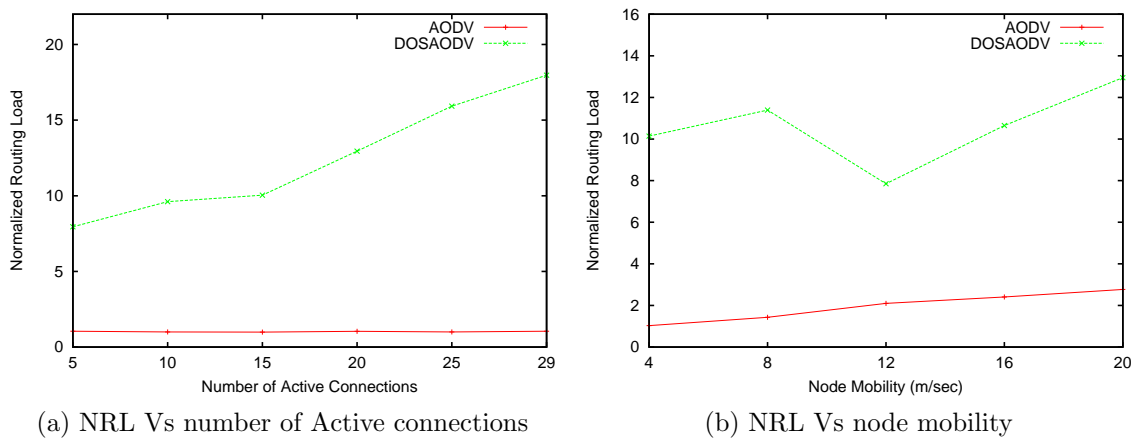 20
15
10
5
0
5
10
15
20
25
29
Normalized Routing Load
Number of Active Connections
AODV
DOSAODV
(a) NRL Vs number of Active connections
16
14
12
10
8
6
4
2
0
4
8
12
16
20
Normalized Routing Load
Node Mobility (m/sec)
AODV
DOSAODV
(b) NRL Vs node mobility